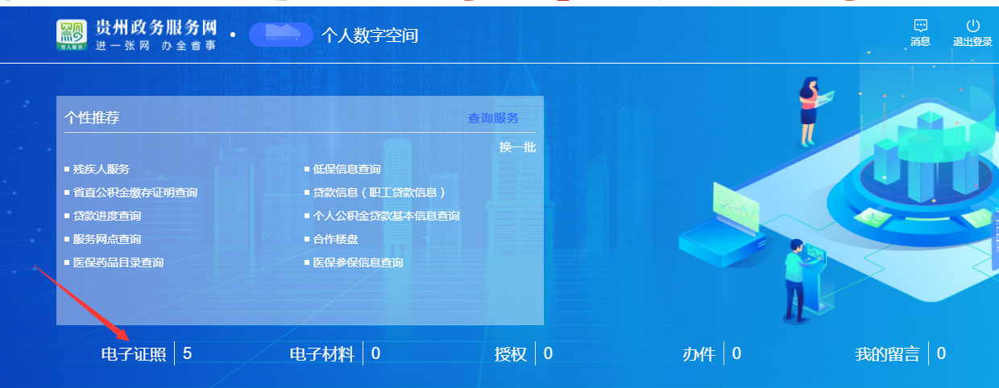 贵州政务服务网
进一张网 办全省事
贵人服务
个人数字空间
消息
退出登录
个性推荐
查询服务
换一批
残疾人服务
低保信息查询
省直公积金缴存证明查询
贷款信息（职工贷款信息）
贷款进度查询
个人公积金贷款基本信息查询
服务网点查询
合作楼盘
医保药品目录查询
医保参保信息查询
电子证照 5
电子材料 0
授权 0
办件 0
我的留言 0